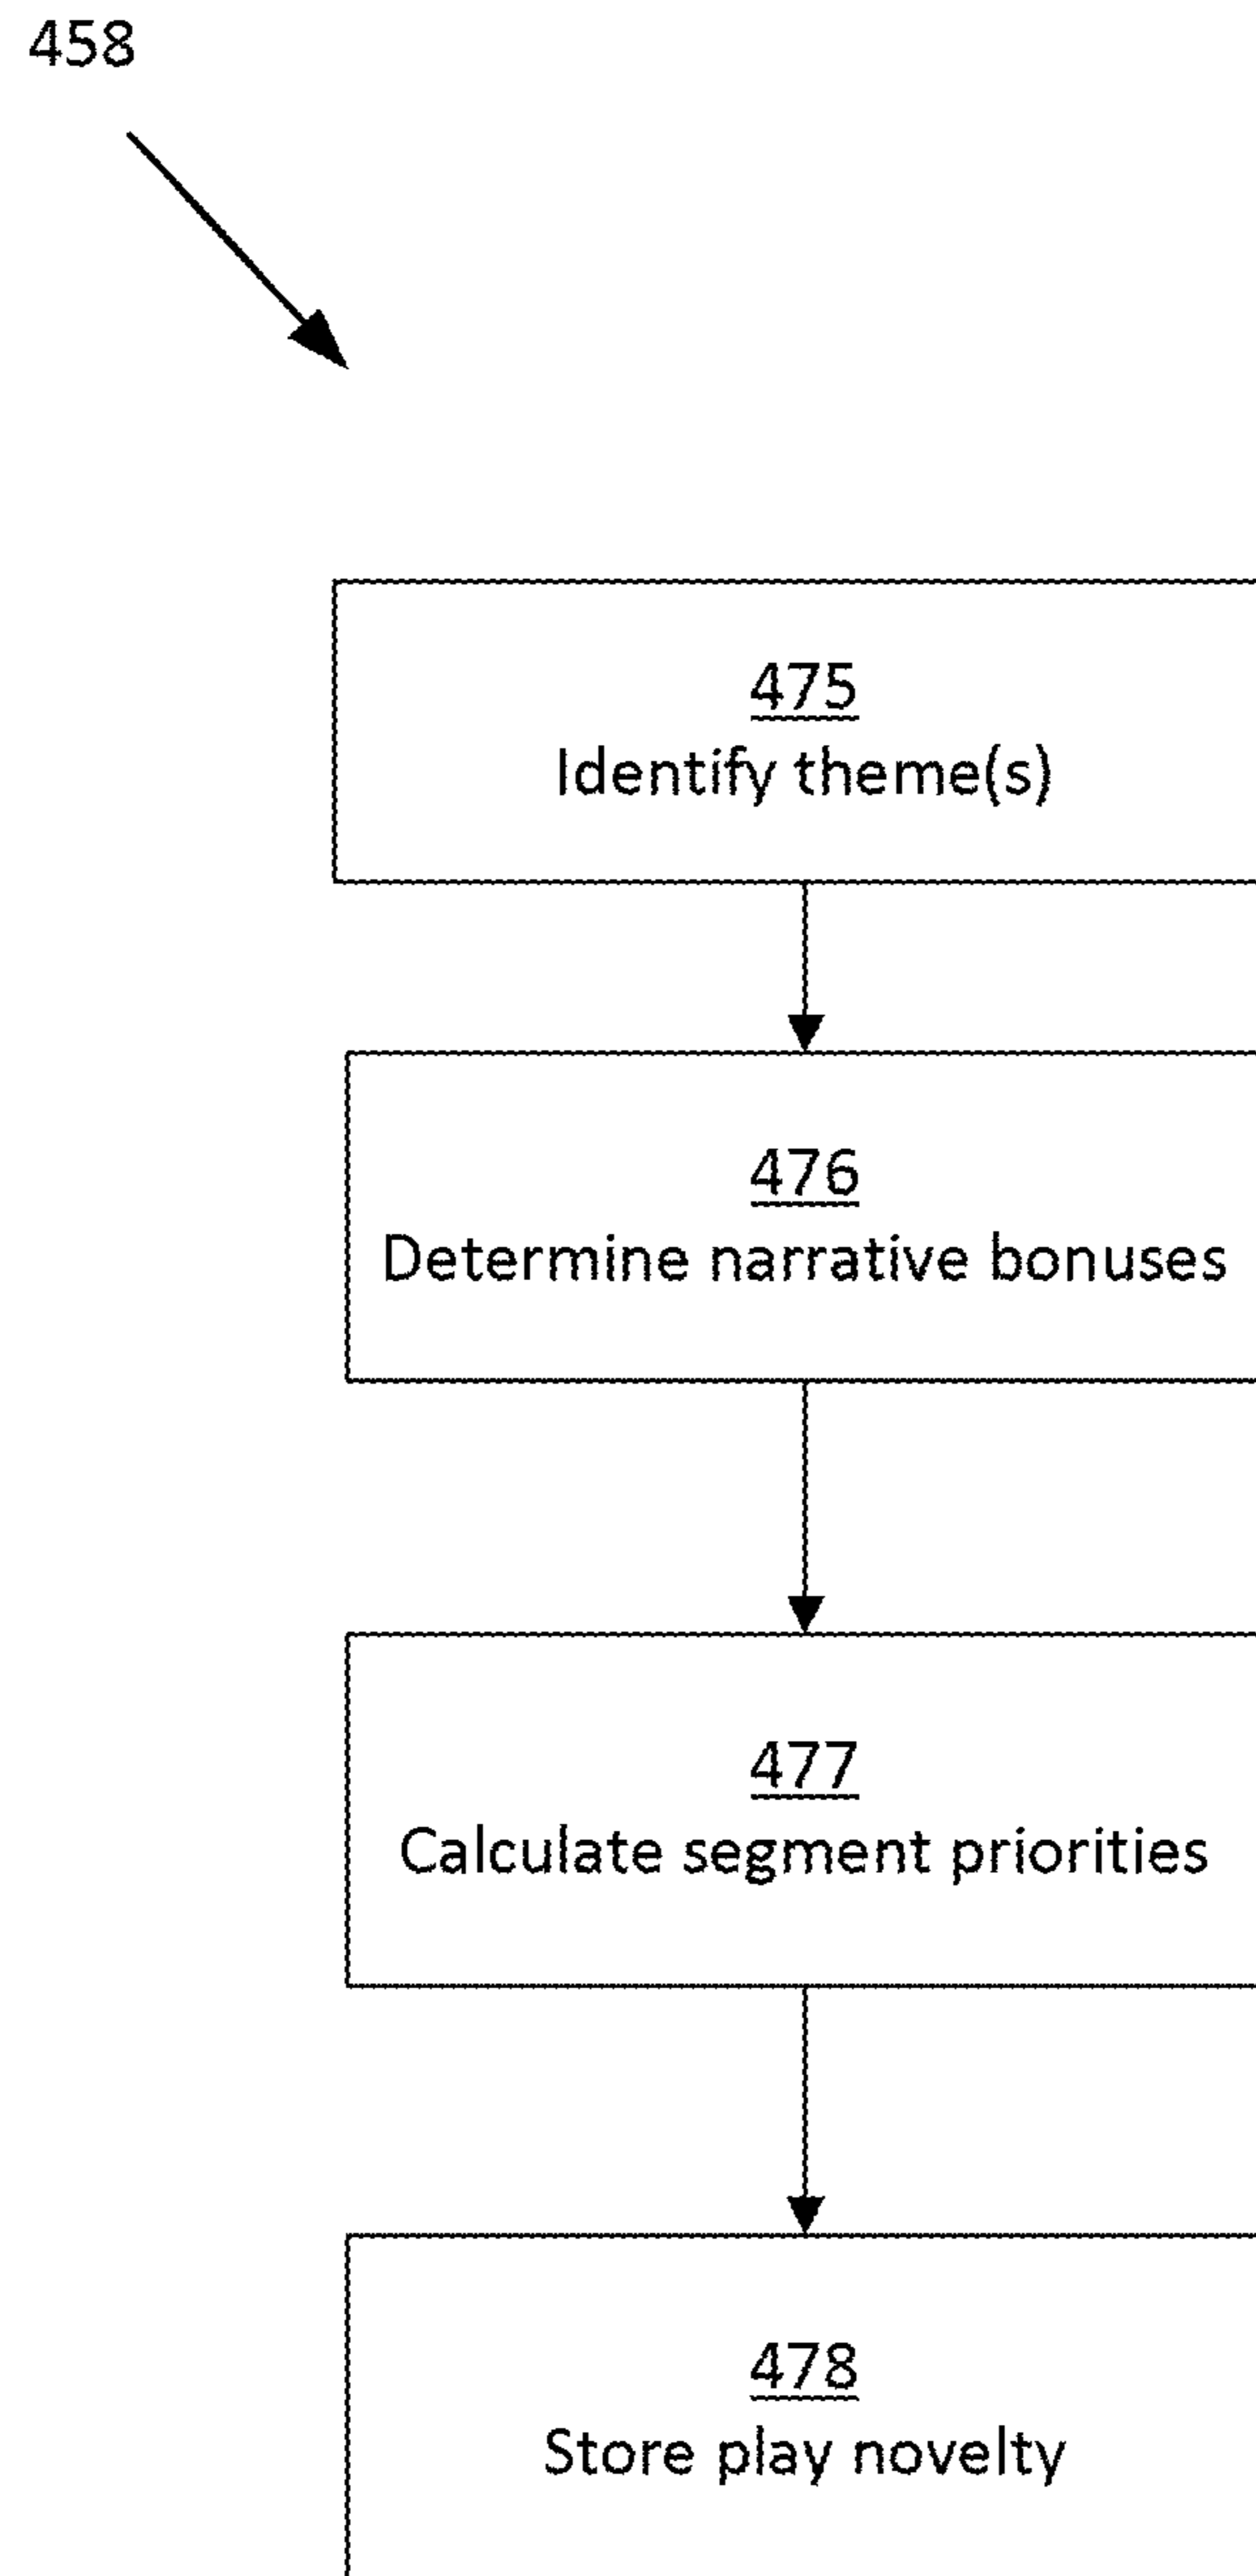 458
475
Identify theme(s)
476
Determine narrative bonuses
477
Calculate segment priorities
478
Store play novelty